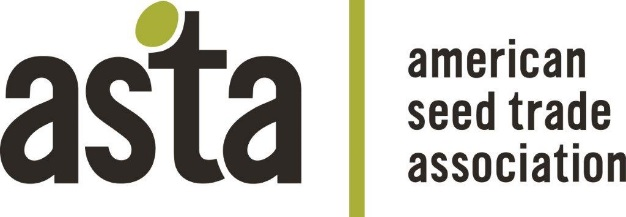 asta
american
seed trade
association